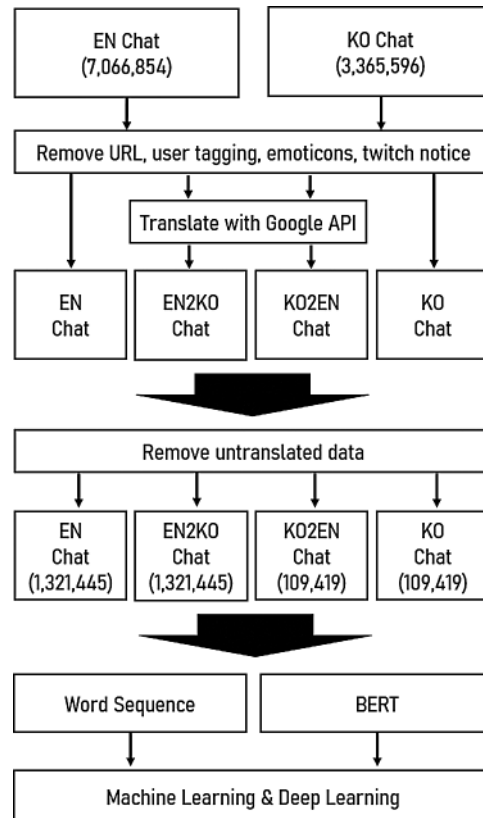 EN Chat
(7,066,854)
KO Chat
(3,365,596)
Remove URL, user tagging, emoticons, twitch notice
Translate with Google API
EN
Chat
EN2KO
Chat
KO2EN
Chat
KO
Chat
Remove untranslated data
EN
Chat
(1,321,445)
EN2KO
Chat
(1,321,445)
KO2EN
Chat
(109,419)
KO
Chat
(109,419)
Word Sequence
BERT
Machine Learning & Deep Learning